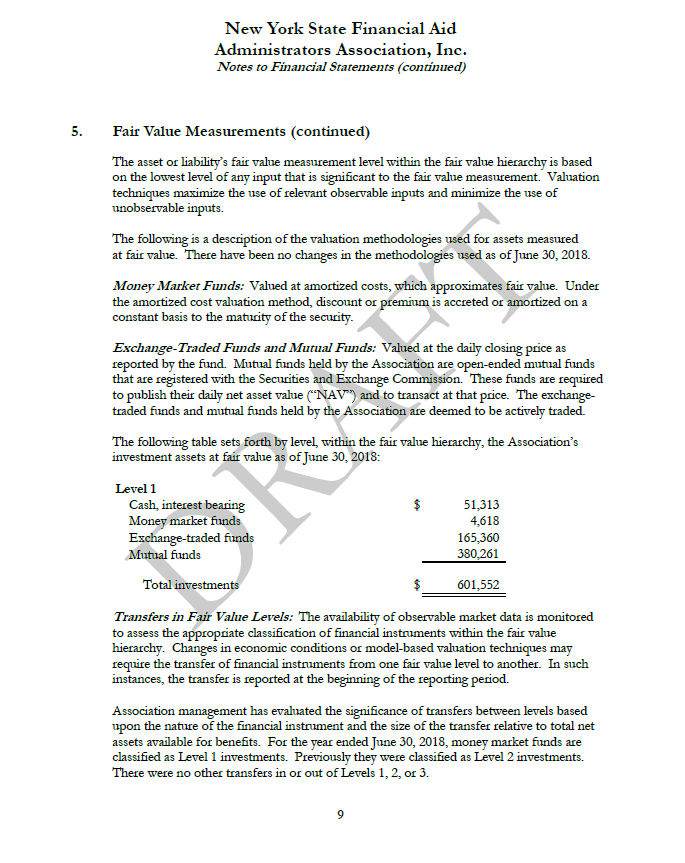 New York State Financial Aid
Administrators Association, Inc.
Notes to Financial Statements (continued)
5. Fair Value Measurements (continued)
The asset or liability's fair value measurement level within the fair value hierarchy is based
on the lowest level of any input that is significant to the fair value measurement. Valuation
techniques maximize the use of relevant observable inputs and minimize the use of
unobservable inputs.
The following is a description of the valuation methodologies used for assets measured
at fair value. There have been no changes in the methodologies used as of June 30, 2018.
Money Market Funds: Valued at amortized costs, which approximates fair value. Under
the amortized cost valuation method, discount or premium is accreted or amortized on a
constant basis to the maturity of the security.
Exchange-Traded Funds and Mutual Funds: Valued at the daily closing price as
reported by the fund. Mutual funds held by the Association are open-ended mutual funds
that are registered with the Securities and Exchange Commission. These funds are required
to publish their daily net asset value ("NAV") and to transact at that price. The exchange-
traded funds and mutual funds held by the Association are deemed to be actively traded.
The following table sets forth by level, within the fair value hierarchy, the Association's
investment assets at fair value as of June 30, 2018:
Level 1
Cash, interest bearing $ 51,313
Money market funds 4,618
Exchange-traded funds 165,360
Mutual funds 380,261
Total investments $ 601,552
Transfers in Fair Value Levels: The availability of observable market data is monitored
to assess the appropriate classification of financial instruments within the fair value
hierarchy. Changes in economic conditions or model-based valuation techniques may
require the transfer of financial instruments from one fair value level to another. In such
instances, the transfer is reported at the beginning of the reporting period.
Association management has evaluated the significance of transfers between levels based
upon the nature of the financial instrument and the size of the transfer relative to total net
assets available for benefits. For the year ended June 30, 2018, money market funds are
classified as Level 1 investments. Previously they were classified as Level 2 investments.
There were no other transfers in or out of Levels 1, 2, or 3.
9
DRAFT